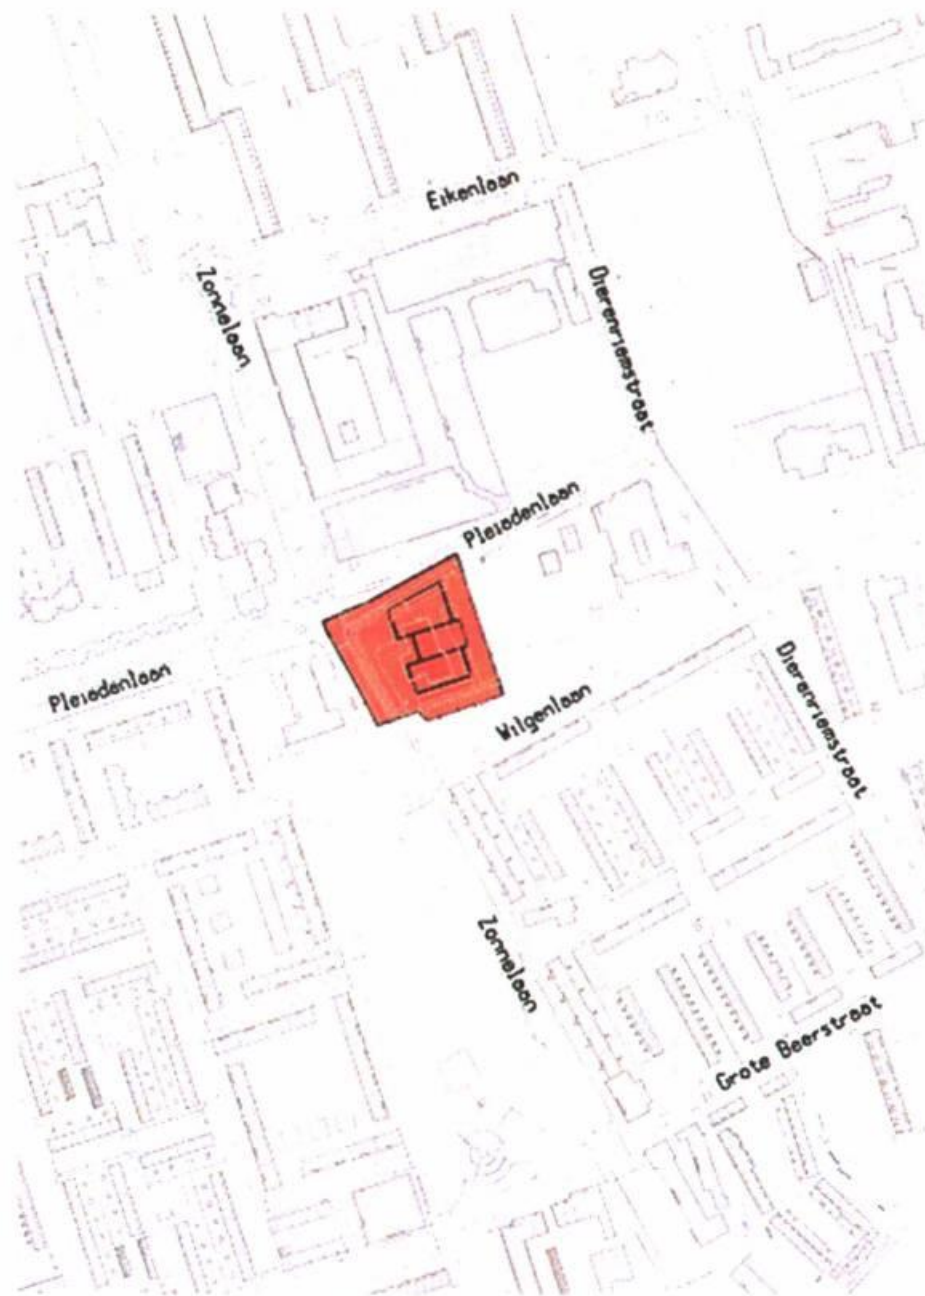 Eikenlaan
Zonnelaan
Dierenriemstraat
Pleiadenlaan
Pleiadenlaan
Wilgenlaan
Dierenriemstraat
Zonnelaan
Grote Beerstraat